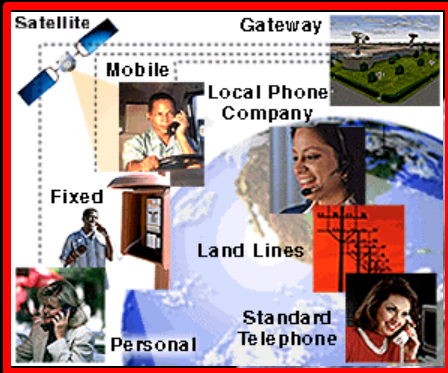 Satellite
Gateway
Mobile
Local Phone
Company
Fixed
Land Lines
Standard
Telephone
Personal